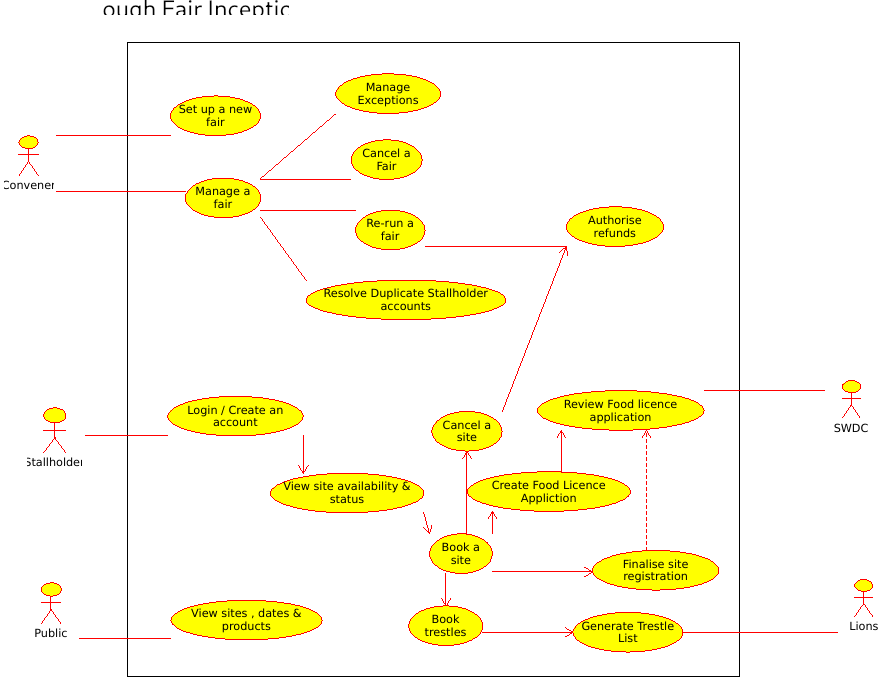 ough Fair Inceptic
Manage
Exceptions
Set up a new
fair
Cancel a
Fair
Convener
Manage a
fair
Re-run a
fair
Authorise
refunds
Resolve Duplicate Stallholder
accounts
Login / Create an
account
Review Food licence
application
Cancel a
site
SWDC
Stallholder
View site availability &
status
Create Food Licence
Appliction
Book a
site
Finalise site
registration
View sites , dates &
products
Public
Book
trestles
Generate Trestle
List
Lions